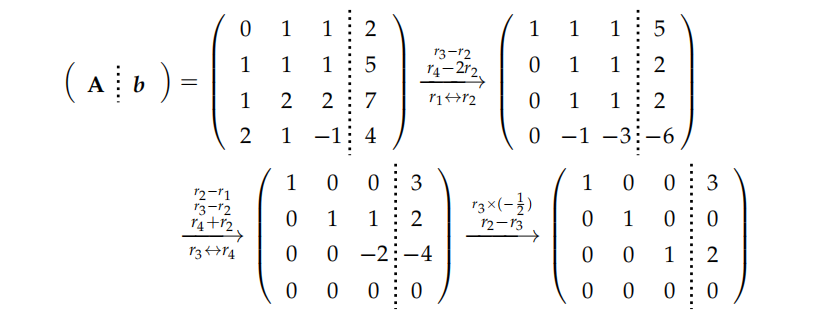 ( A ⋮ b ) = ( 0 1 1 ⋮ 2 ; 1 1 1 ⋮ 5 ; 1 2 2 ⋮ 7 ; 2 1 −1 ⋮ 4 ) r₃−r₂ r₄−2r₂ → r₁↔r₂ ( 1 1 1 ⋮ 5 ; 0 1 1 ⋮ 2 ; 0 1 1 ⋮ 2 ; 0 −1 −3 ⋮ −6 )
r₂−r₁ r₃−r₂ r₄+r₂ → r₃↔r₄ ( 1 0 0 ⋮ 3 ; 0 1 1 ⋮ 2 ; 0 0 −2 ⋮ −4 ; 0 0 0 ⋮ 0 ) r₃×(−½) r₂−r₃ → ( 1 0 0 ⋮ 3 ; 0 1 0 ⋮ 0 ; 0 0 1 ⋮ 2 ; 0 0 0 ⋮ 0 )